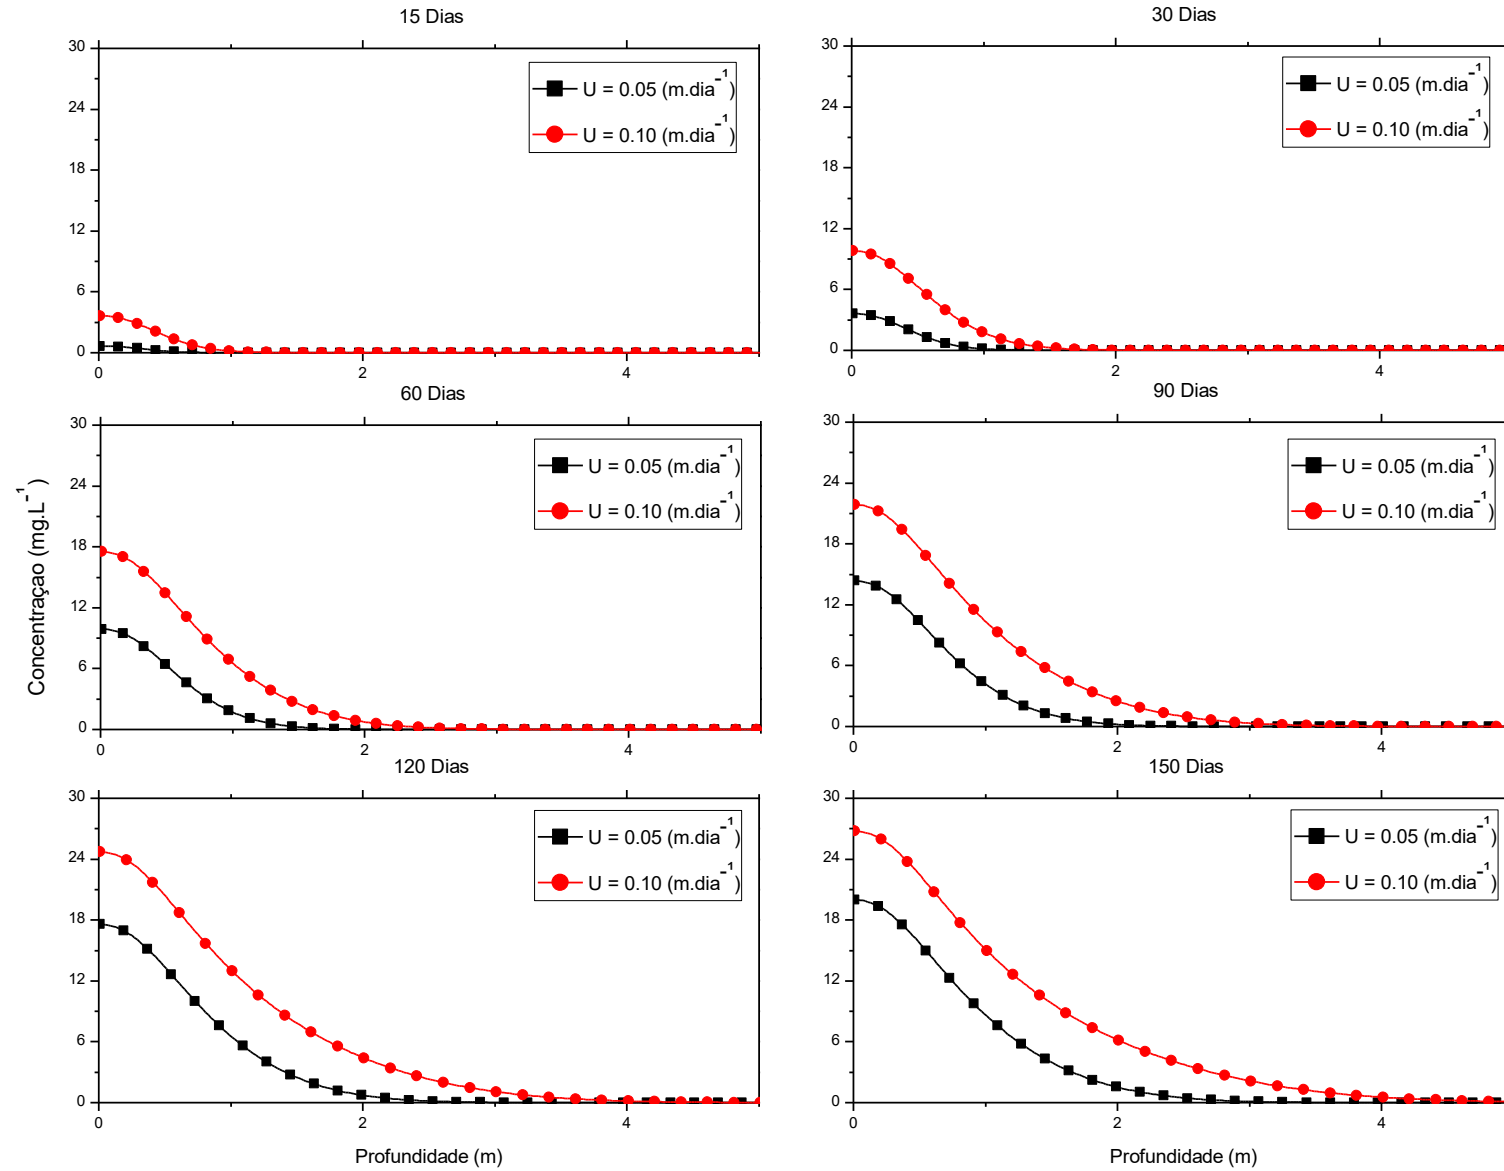 15 Dias
30
24
18
12
6
0
0
2
4
U = 0.05 (m.dia⁻¹)
U = 0.10 (m.dia⁻¹)
30 Dias
30
24
18
12
6
0
0
2
4
U = 0.05 (m.dia⁻¹)
U = 0.10 (m.dia⁻¹)
Concentraçao (mg.L⁻¹)
60 Dias
30
24
18
12
6
0
0
2
4
U = 0.05 (m.dia⁻¹)
U = 0.10 (m.dia⁻¹)
90 Dias
30
24
18
12
6
0
0
2
4
U = 0.05 (m.dia⁻¹)
U = 0.10 (m.dia⁻¹)
120 Dias
30
24
18
12
6
0
0
2
4
U = 0.05 (m.dia⁻¹)
U = 0.10 (m.dia⁻¹)
Profundidade (m)
150 Dias
30
24
18
12
6
0
0
2
4
U = 0.05 (m.dia⁻¹)
U = 0.10 (m.dia⁻¹)
Profundidade (m)